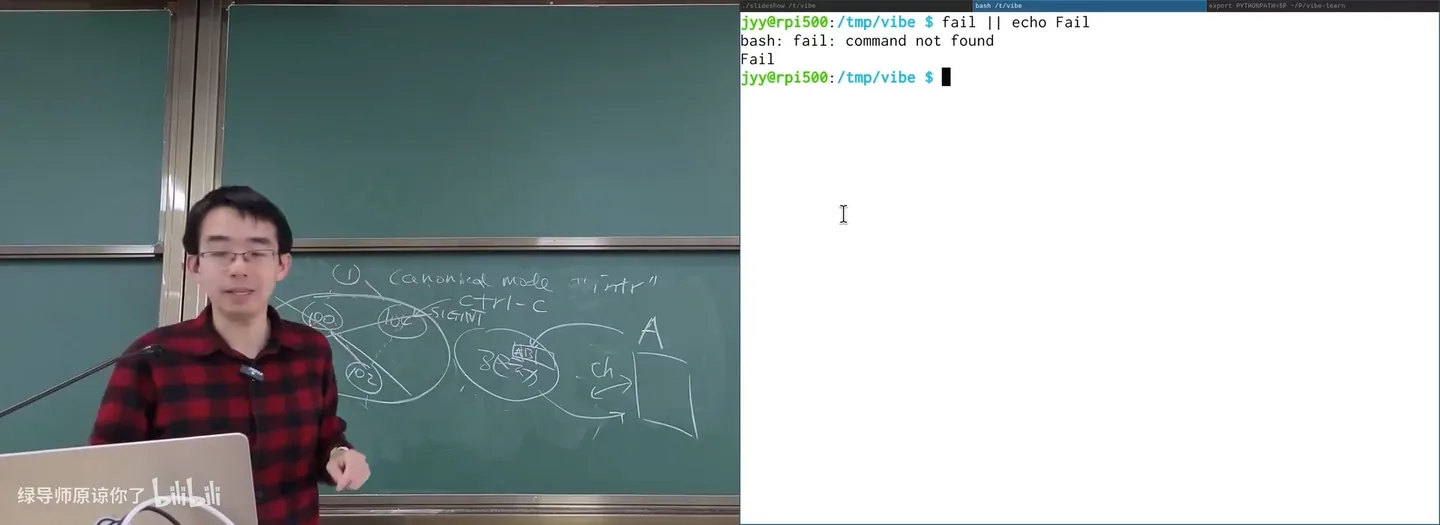 ① Canonical mode "intr"
ctrl-c
SIGINT
100
102
A
AB
ch
绿导师原谅你了 bilibili
./slideshow /t/vibe
bash /t/vibe
export PYTHONPATH=$P ~/P/vibe-learn
jyy@rpi500:/tmp/vibe $ fail || echo Fail
bash: fail: command not found
Fail
jyy@rpi500:/tmp/vibe $